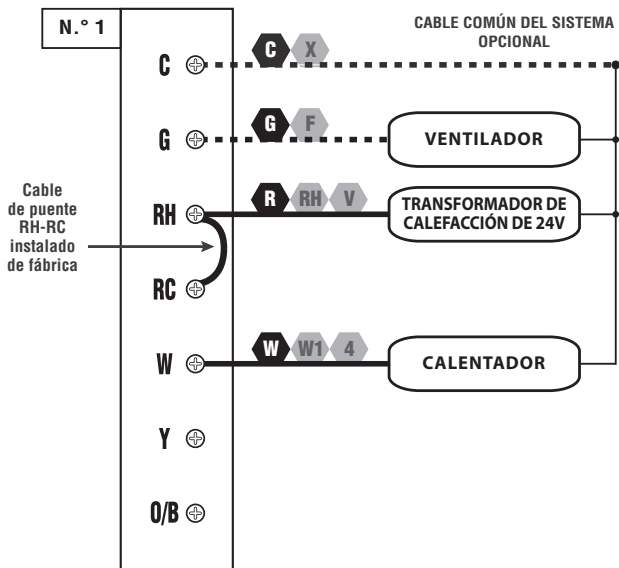 N.° 1
CABLE COMÚN DEL SISTEMA
OPCIONAL
C
C X
G
G F
VENTILADOR
Cable
de puente
RH-RC
instalado
de fábrica
RH
R RH V
TRANSFORMADOR DE
CALEFACCIÓN DE 24V
RC
W
W W1 4
CALENTADOR
Y
O/B